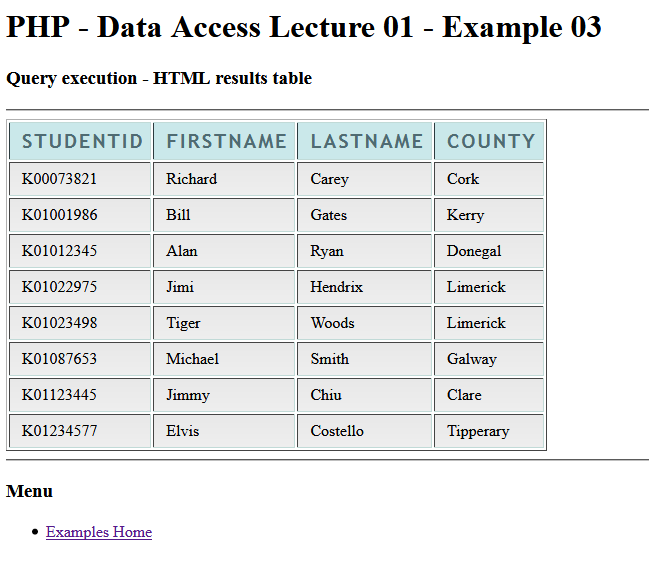 PHP - Data Access Lecture 01 - Example 03
Query execution - HTML results table
STUDENTID FIRSTNAME LASTNAME COUNTY
K00073821 Richard Carey Cork
K01001986 Bill Gates Kerry
K01012345 Alan Ryan Donegal
K01022975 Jimi Hendrix Limerick
K01023498 Tiger Woods Limerick
K01087653 Michael Smith Galway
K01123445 Jimmy Chiu Clare
K01234577 Elvis Costello Tipperary
Menu
Examples Home